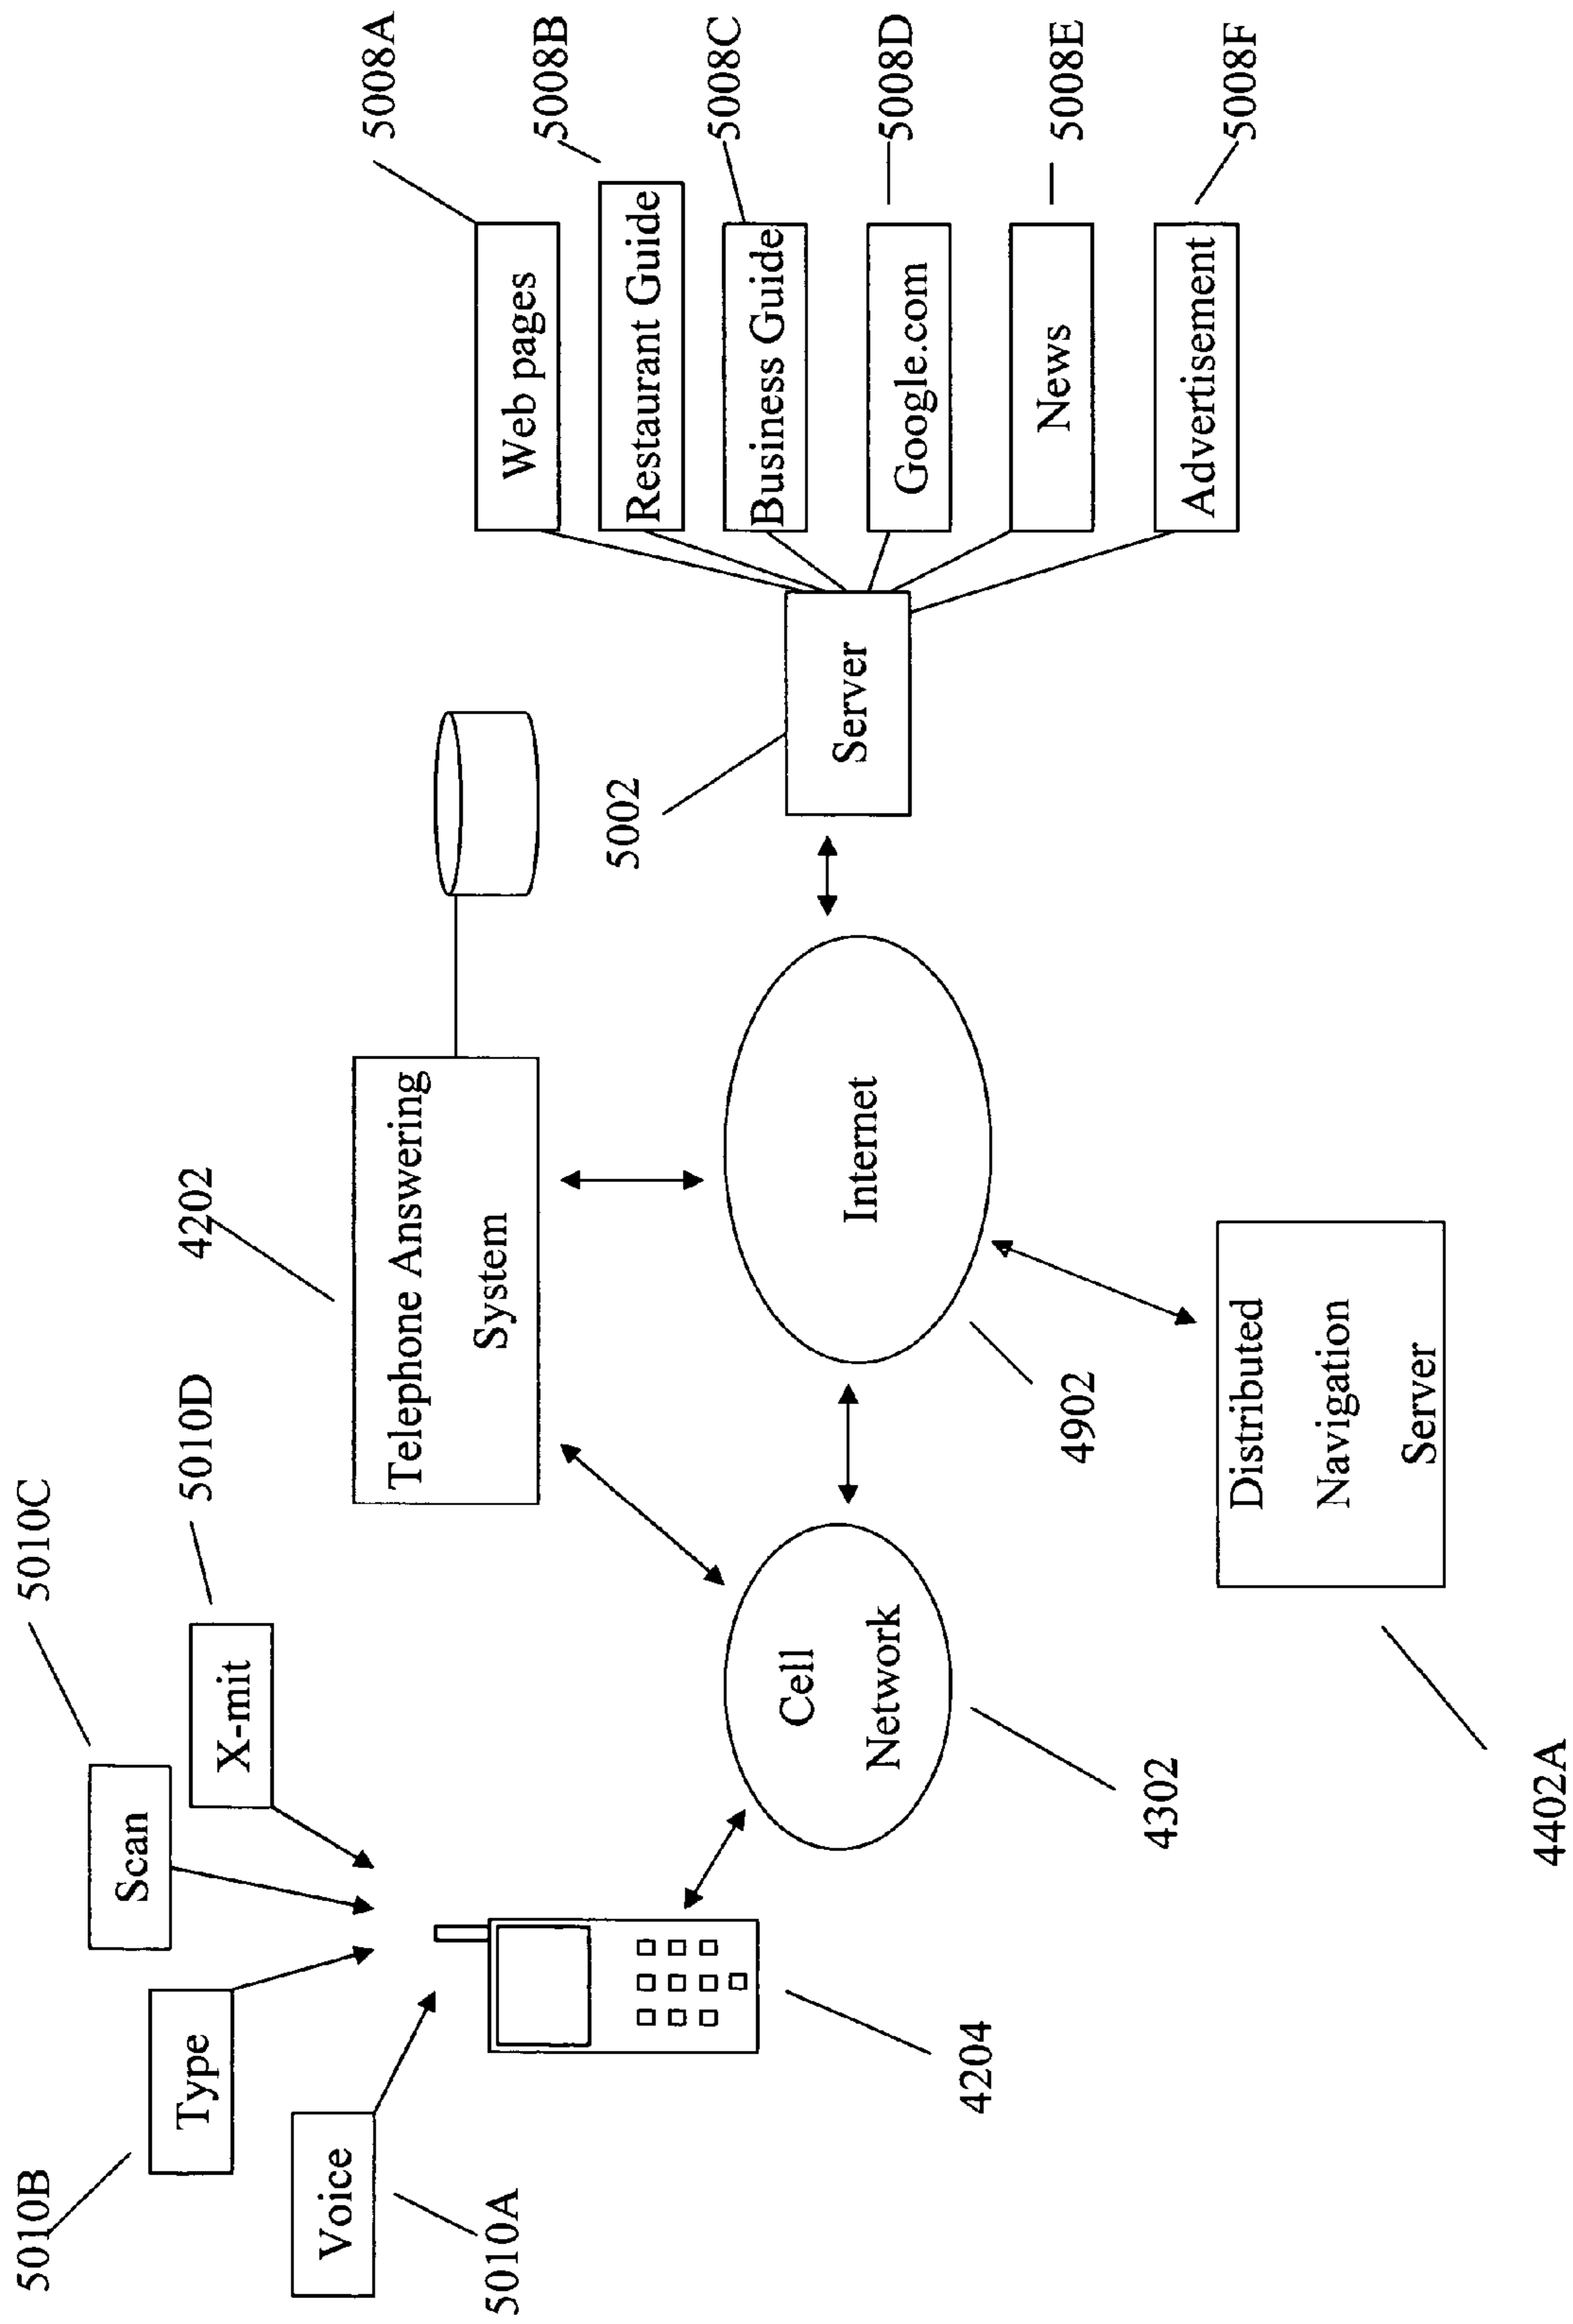 5010B
5010C
5010D
4202
Type
Scan
X-mit
Voice
5010A
4204
Telephone Answering
System
Cell
Network
4302
Internet
4902
Distributed
Navigation
Server
4402A
5002
Server
Web pages
5008A
Restaurant Guide
5008B
Business Guide
5008C
Google.com
5008D
News
5008E
Advertisement
5008F